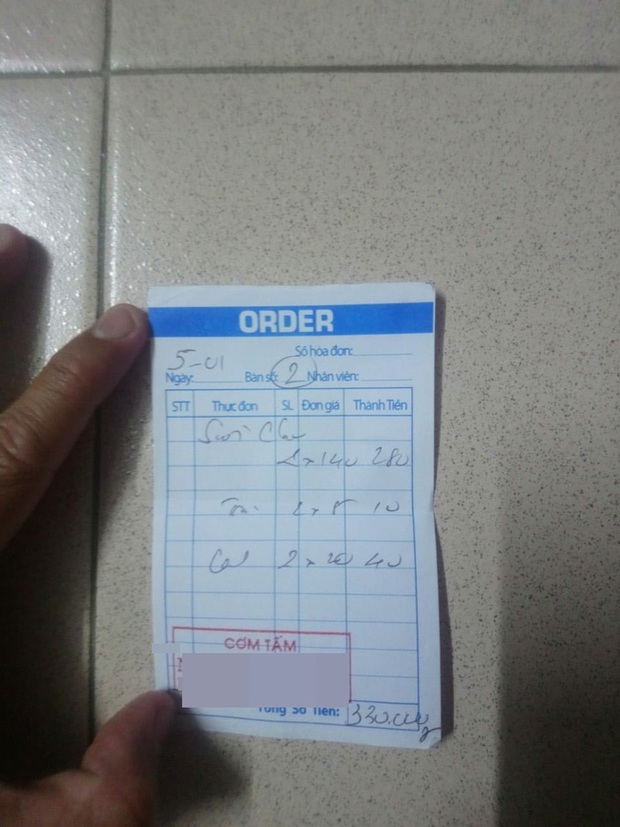 ORDER
Số hóa đơn:
Ngày: 5-01 Bàn số: 2 Nhân viên:
STT Thực đơn SL Đơn giá Thành Tiền
Sườn
2 x 140 280
2 x 5 10
2 x 20 40
CƠM TẤM
Tổng Số Tiền: 330.000